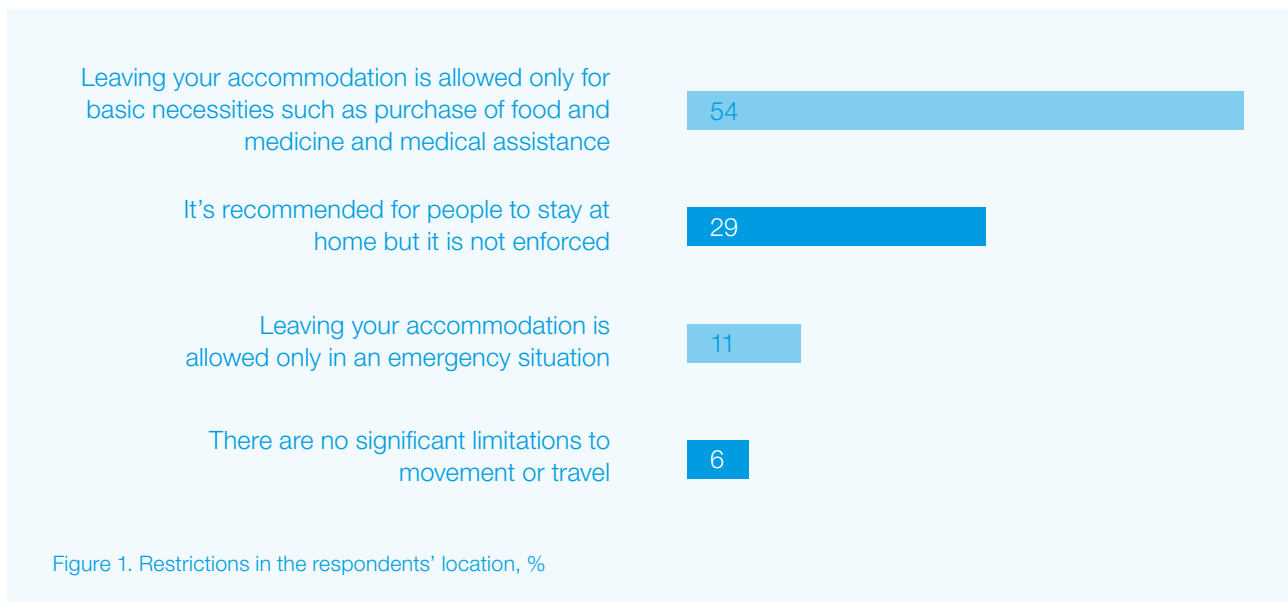 Leaving your accommodation is allowed only for
basic necessities such as purchase of food and
medicine and medical assistance
54
It's recommended for people to stay at
home but it is not enforced
29
Leaving your accommodation is
allowed only in an emergency situation
11
There are no significant limitations to
movement or travel
6
Figure 1. Restrictions in the respondents' location, %